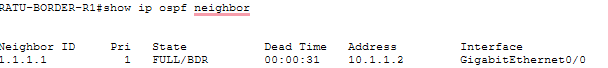 RATU-BORDER-R1#show ip ospf neighbor
Neighbor ID     Pri   State           Dead Time   Address         Interface
1.1.1.1           1   FULL/BDR        00:00:31    10.1.1.2        GigabitEthernet0/0